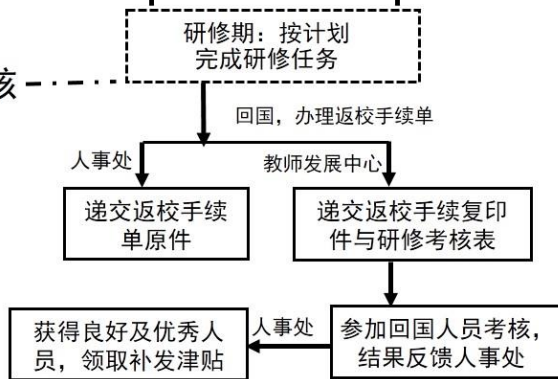 研修期：按计划
完成研修任务
核
回国，办理返校手续单
人事处
教师发展中心
递交返校手续
单原件
递交返校手续复印
件与研修考核表
获得良好及优秀人
员，领取补发津贴
人事处
参加回国人员考核，
结果反馈人事处